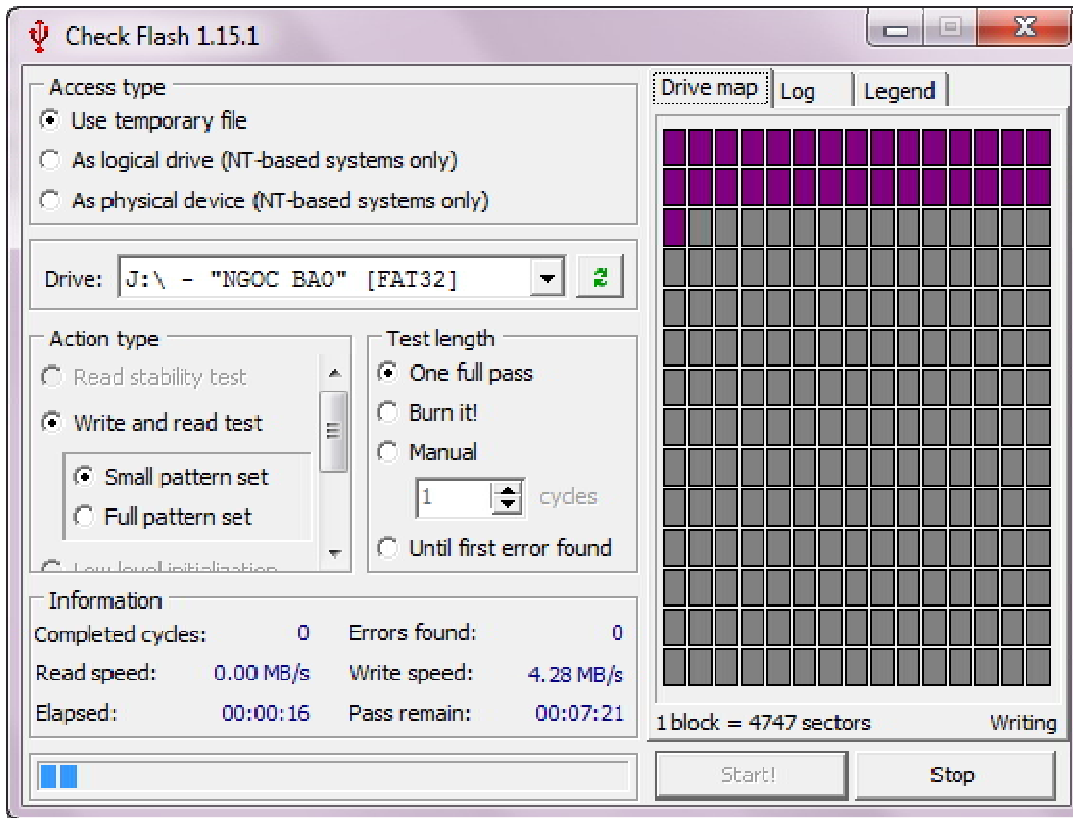 Check Flash 1.15.1
Access type
Use temporary file
As logical drive (NT-based systems only)
As physical device (NT-based systems only)
Drive: J:\ - "NGOC BAO" [FAT32]
Action type
Read stability test
Write and read test
Small pattern set
Full pattern set
Low level initialization
Test length
One full pass
Burn it!
Manual
1 cycles
Until first error found
Information
Completed cycles: 0 Errors found: 0
Read speed: 0.00 MB/s Write speed: 4.28 MB/s
Elapsed: 00:00:16 Pass remain: 00:07:21
Drive map Log Legend
1 block = 4747 sectors Writing
Start! Stop